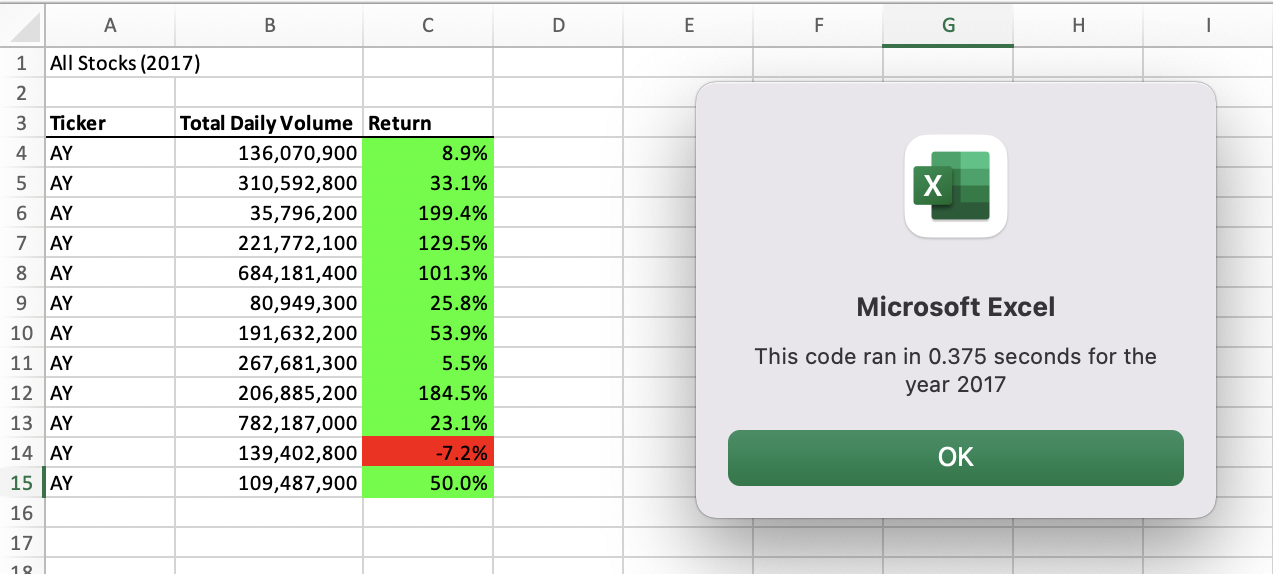 A B C D E F G H I
1 All Stocks (2017)
2
3 Ticker Total Daily Volume Return
4 AY 136,070,900 8.9%
5 AY 310,592,800 33.1%
6 AY 35,796,200 199.4%
7 AY 221,772,100 129.5%
8 AY 684,181,400 101.3%
9 AY 80,949,300 25.8%
10 AY 191,632,200 53.9%
11 AY 267,681,300 5.5%
12 AY 206,885,200 184.5%
13 AY 782,187,000 23.1%
14 AY 139,402,800 -7.2%
15 AY 109,487,900 50.0%
16
17
18
X
Microsoft Excel
This code ran in 0.375 seconds for the
year 2017
OK